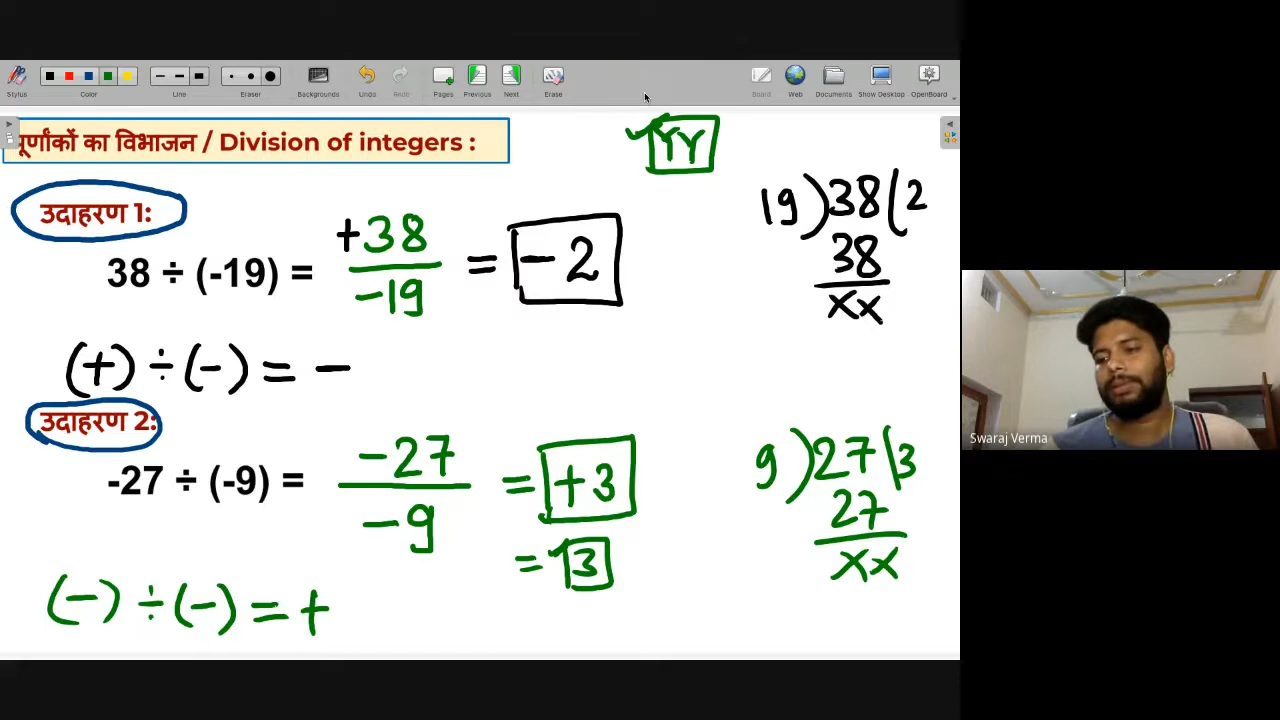 Stylus Color Line Eraser Backgrounds Undo Redo Pages Previous Next Erase Board Web Documents Show Desktop OpenBoard
पूर्णांकों का विभाजन / Division of integers :
YY
उदाहरण 1:
38 ÷ (-19) = +38 / -19 = -2
19 ) 38 ( 2
38
xx
(+) ÷ (-) = -
उदाहरण 2:
-27 ÷ (-9) = -27 / -9 = +3
= 3
9 ) 27 ( 3
27
xx
(-) ÷ (-) = +
Swaraj Verma